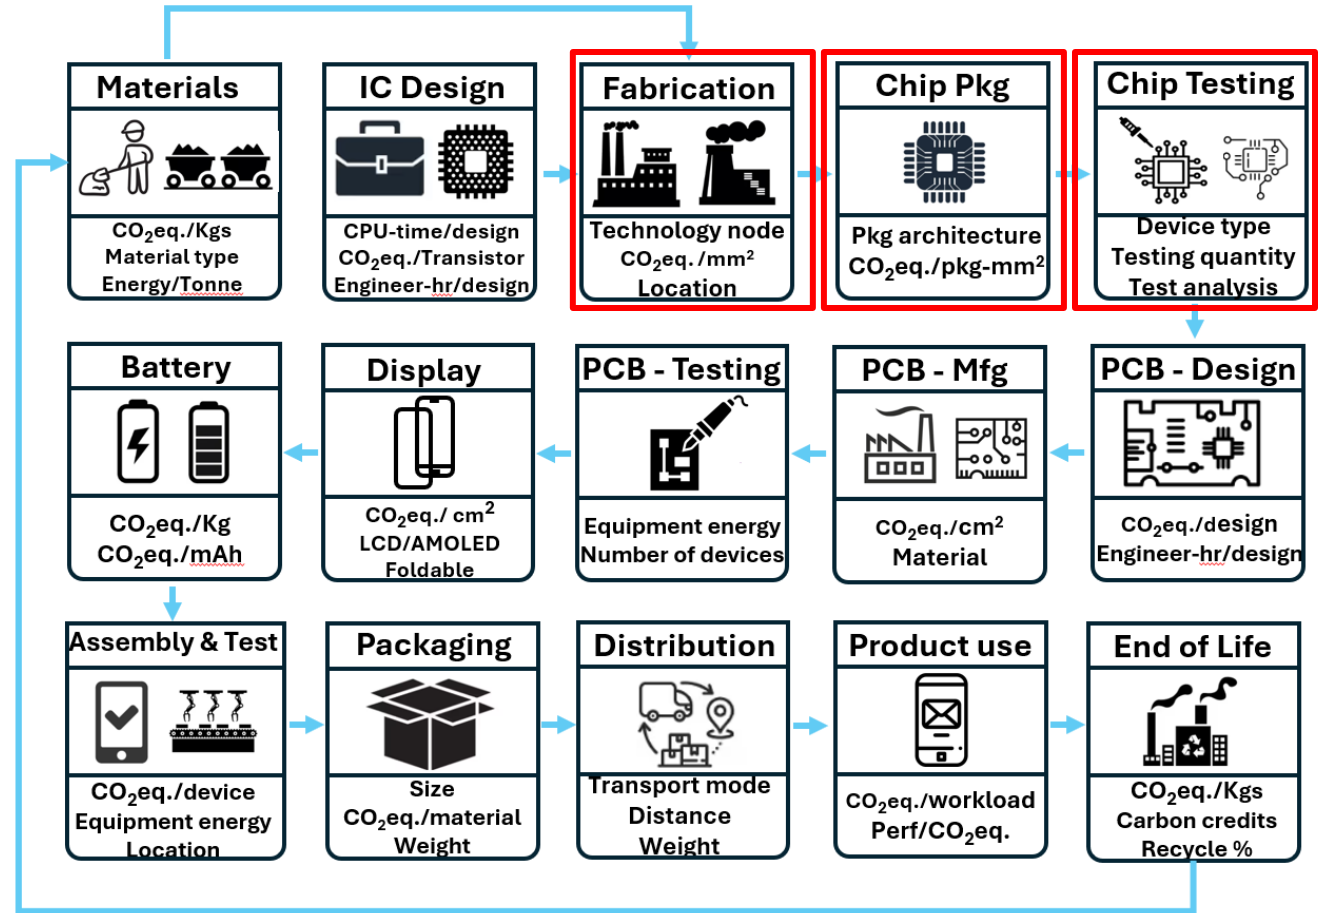 Materials
CO₂eq./Kgs
Material type
Energy/Tonne
IC Design
CPU-time/design
CO₂eq./Transistor
Engineer-hr/design
Fabrication
Technology node
CO₂eq./mm²
Location
Chip Pkg
Pkg architecture
CO₂eq./pkg-mm²
Chip Testing
Device type
Testing quantity
Test analysis
Battery
CO₂eq./Kg
CO₂eq./mAh
Display
CO₂eq./ cm²
LCD/AMOLED
Foldable
PCB - Testing
Equipment energy
Number of devices
PCB - Mfg
CO₂eq./cm²
Material
PCB - Design
CO₂eq./design
Engineer-hr/design
Assembly & Test
CO₂eq./device
Equipment energy
Location
Packaging
Size
CO₂eq./material
Weight
Distribution
Transport mode
Distance
Weight
Product use
CO₂eq./workload
Perf/CO₂eq.
End of Life
CO₂eq./Kgs
Carbon credits
Recycle %